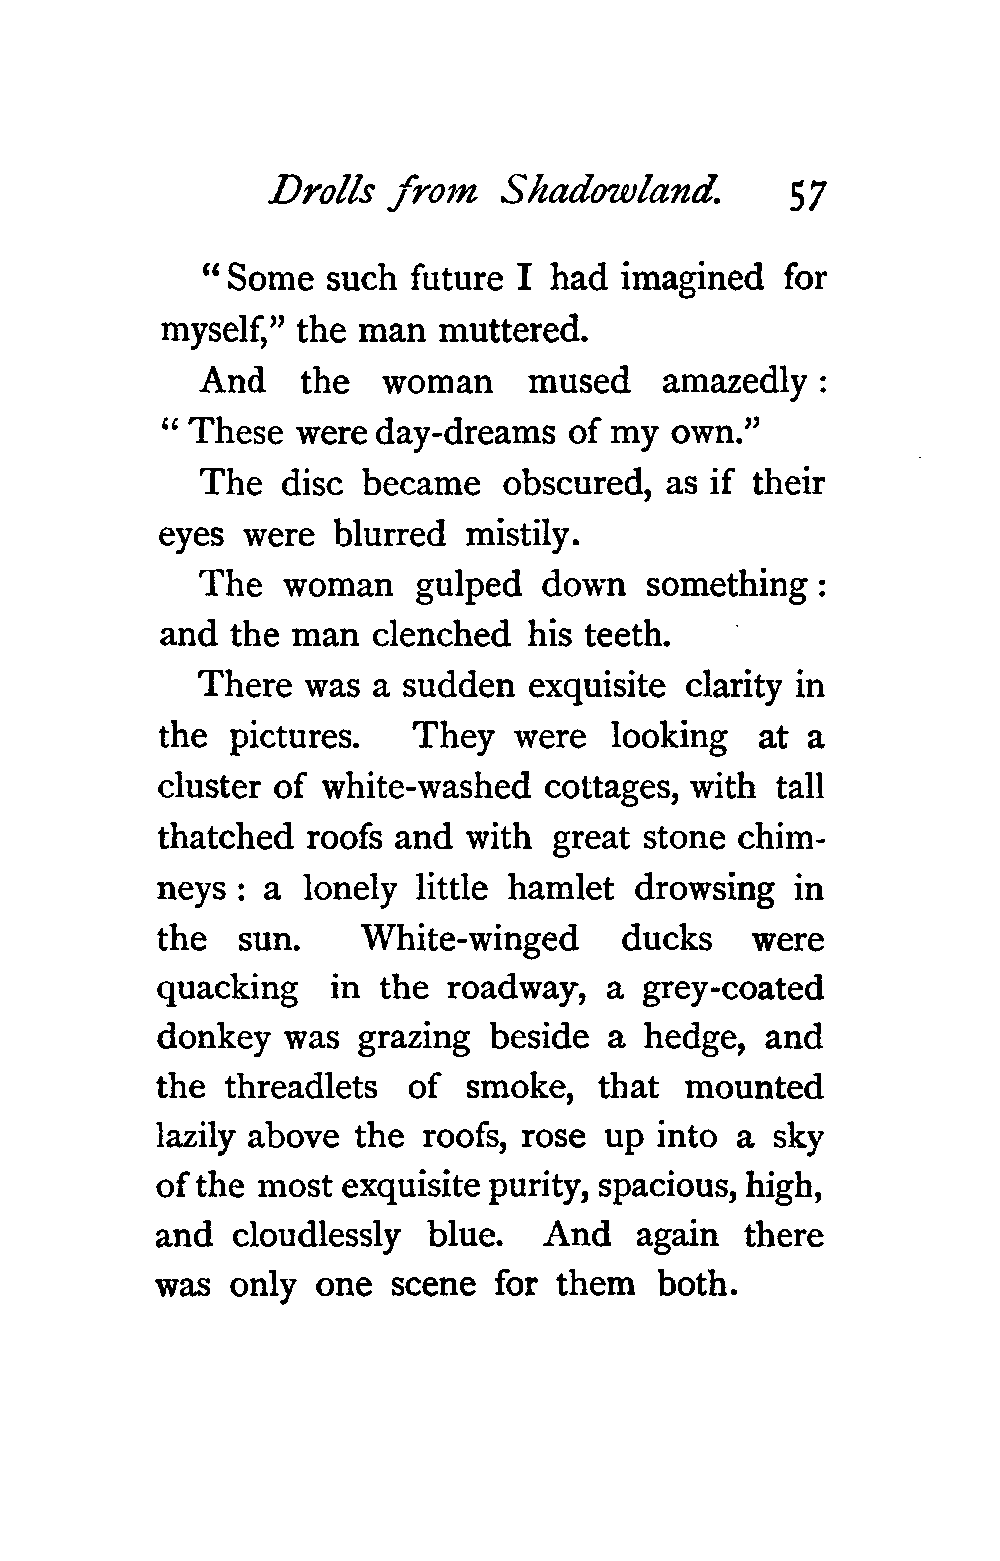 Drolls from Shadowland. 57
“Some such future I had imagined for
myself,” the man muttered.
And the woman mused amazedly :
“These were day-dreams of my own.”
The disc became obscured, as if their
eyes were blurred mistily.
The woman gulped down something :
and the man clenched his teeth.
There was a sudden exquisite clarity in
the pictures. They were looking at a
cluster of white-washed cottages, with tall
thatched roofs and with great stone chim-
neys : a lonely little hamlet drowsing in
the sun. White-winged ducks were
quacking in the roadway, a grey-coated
donkey was grazing beside a hedge, and
the threadlets of smoke, that mounted
lazily above the roofs, rose up into a sky
of the most exquisite purity, spacious, high,
and cloudlessly blue. And again there
was only one scene for them both.